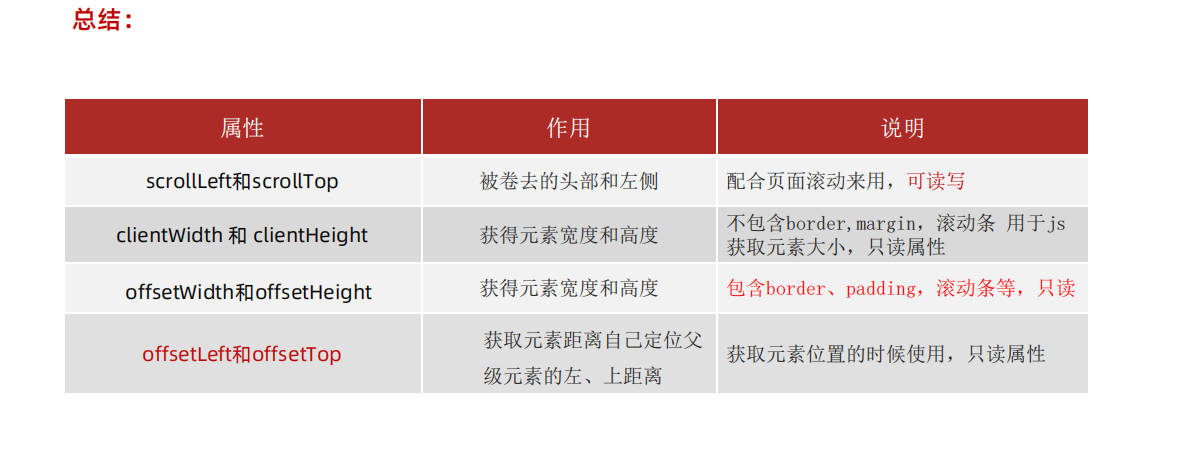 总结：
属性 作用 说明
scrollLeft和scrollTop 被卷去的头部和左侧 配合页面滚动来用，可读写
clientWidth 和 clientHeight 获得元素宽度和高度 不包含border,margin，滚动条 用于js
获取元素大小，只读属性
offsetWidth和offsetHeight 获得元素宽度和高度 包含border、padding，滚动条等，只读
offsetLeft和offsetTop 获取元素距离自己定位父
级元素的左、上距离 获取元素位置的时候使用，只读属性